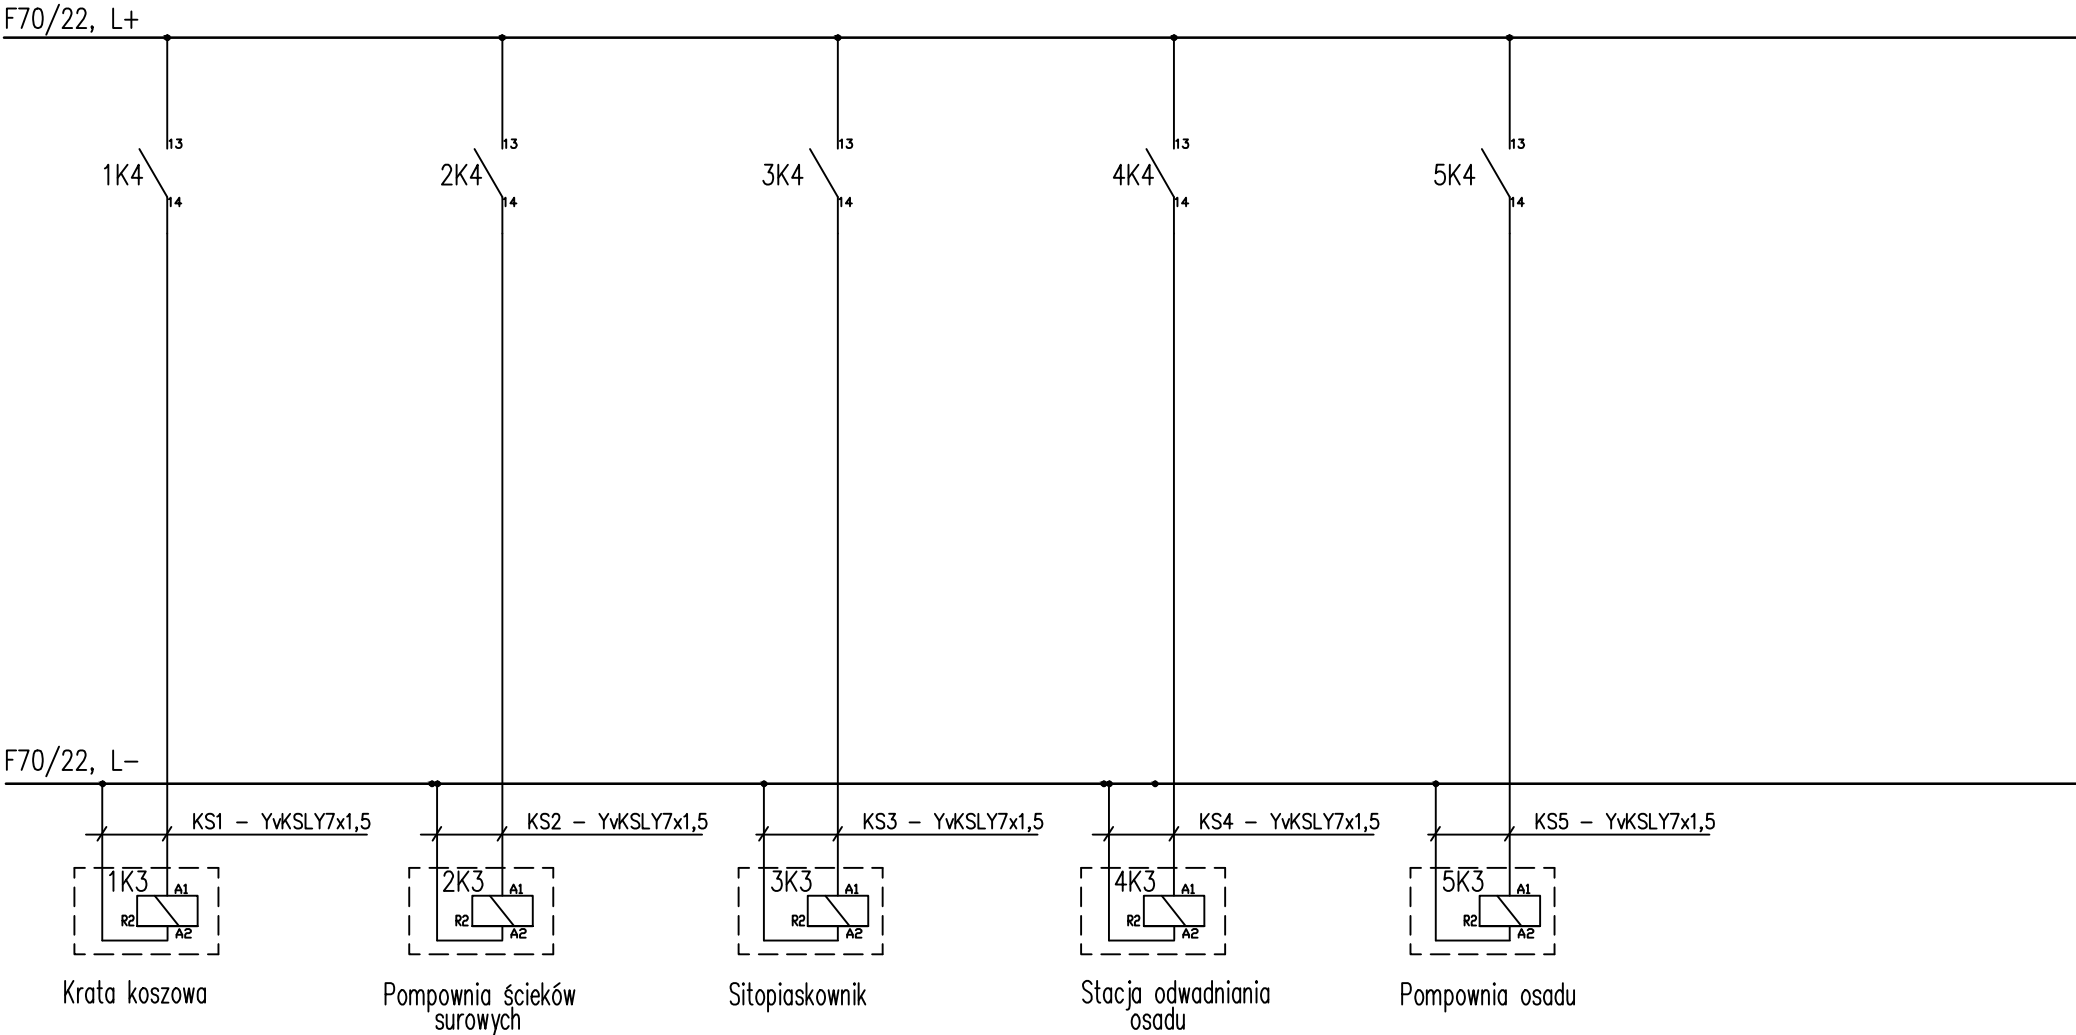 F70/22, L+
13
13
13
13
13
1K4
2K4
3K4
4K4
5K4
14
14
14
14
14
F70/22, L-
KS1 - YvKSLY7x1,5
KS2 - YvKSLY7x1,5
KS3 - YvKSLY7x1,5
KS4 - YvKSLY7x1,5
KS5 - YvKSLY7x1,5
1K3
A1
R2
A2
2K3
A1
R2
A2
3K3
A1
R2
A2
4K3
A1
R2
A2
5K3
A1
R2
A2
Krata koszowa
Pompownia ścieków
surowych
Sitopiaskownik
Stacja odwadniania
osadu
Pompownia osadu